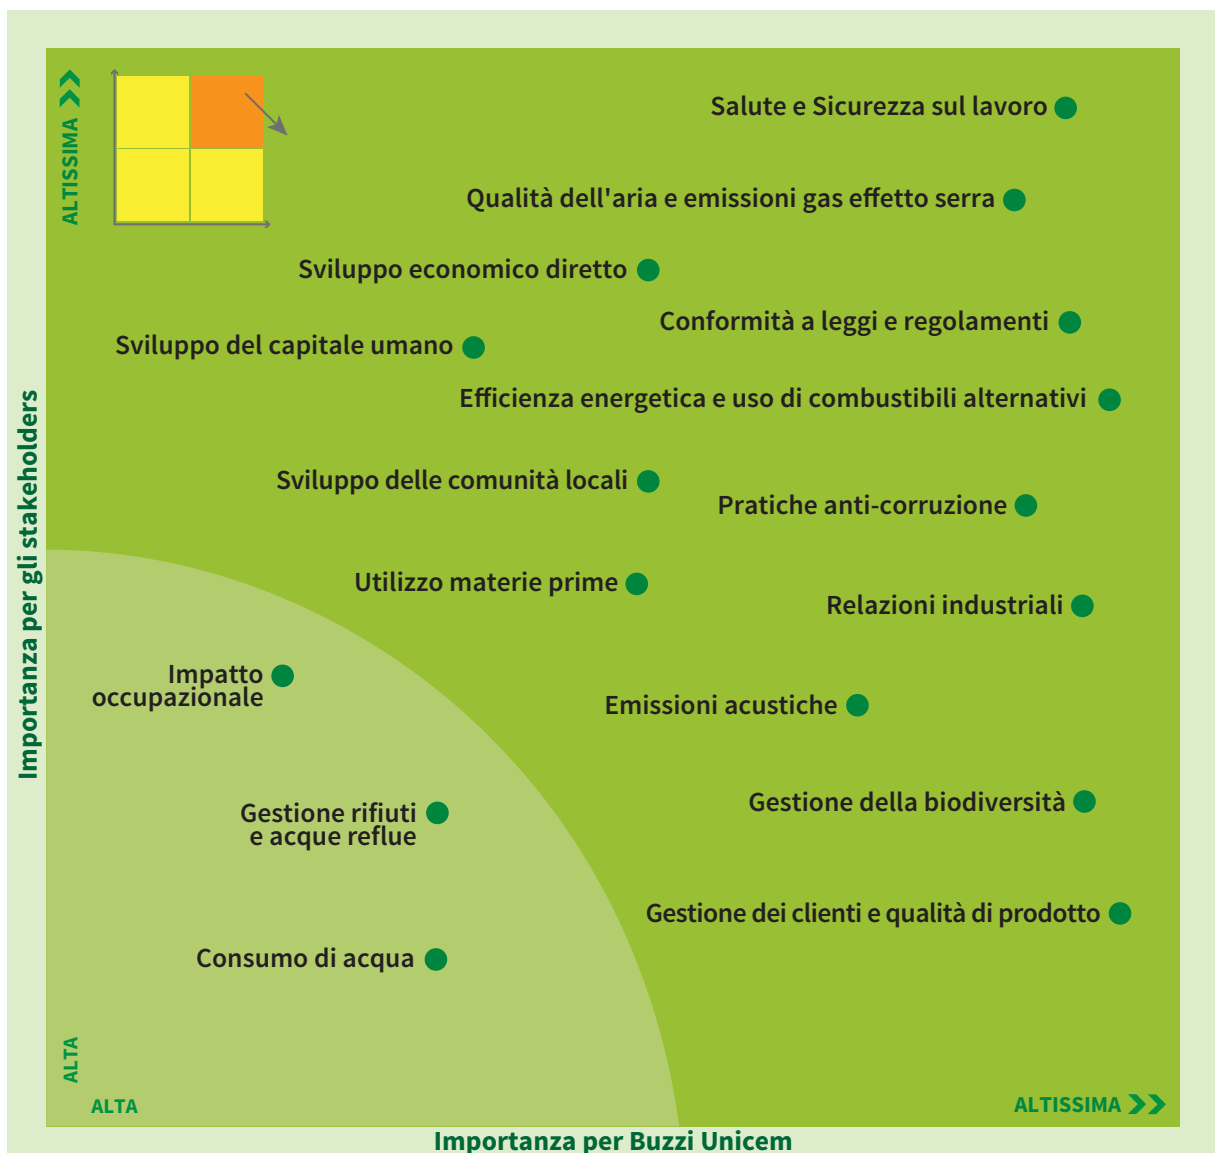 ALTISSIMA
Salute e Sicurezza sul lavoro
Qualità dell'aria e emissioni gas effetto serra
Sviluppo economico diretto
Conformità a leggi e regolamenti
Sviluppo del capitale umano
Efficienza energetica e uso di combustibili alternativi
Sviluppo delle comunità locali
Pratiche anti-corruzione
Importanza per gli stakeholders
Utilizzo materie prime
Relazioni industriali
Impatto
occupazionale
Emissioni acustiche
Gestione della biodiversità
Gestione rifiuti
e acque reflue
Gestione dei clienti e qualità di prodotto
Consumo di acqua
ALTA
ALTA
ALTISSIMA
Importanza per Buzzi Unicem